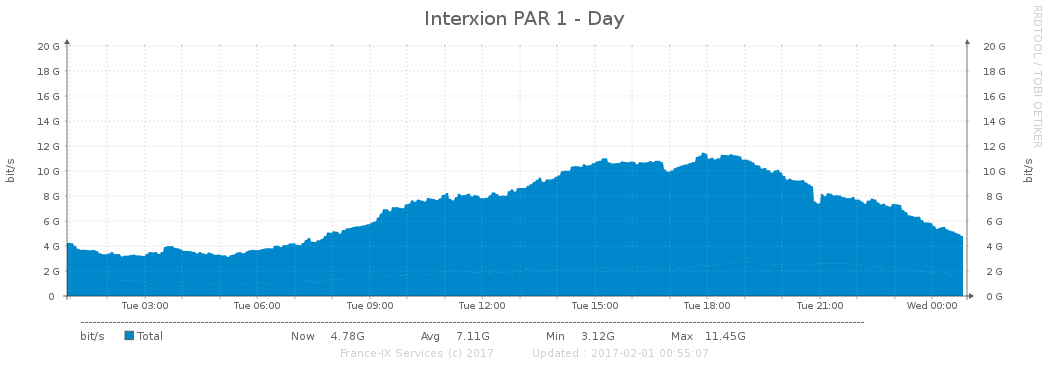 Interxion PAR 1 - Day
RRDTOOL / TOBI OETIKER
bit/s
bit/s
20 G 20 G
18 G 18 G
16 G 16 G
14 G 14 G
12 G 12 G
10 G 10 G
8 G 8 G
6 G 6 G
4 G 4 G
2 G 2 G
0 0 G
Tue 03:00 Tue 06:00 Tue 09:00 Tue 12:00 Tue 15:00 Tue 18:00 Tue 21:00 Wed 00:00
bit/s Total Now 4.78G Avg 7.11G Min 3.12G Max 11.45G
France-IX Services (c) 2017 Updated : 2017-02-01 00:55:07